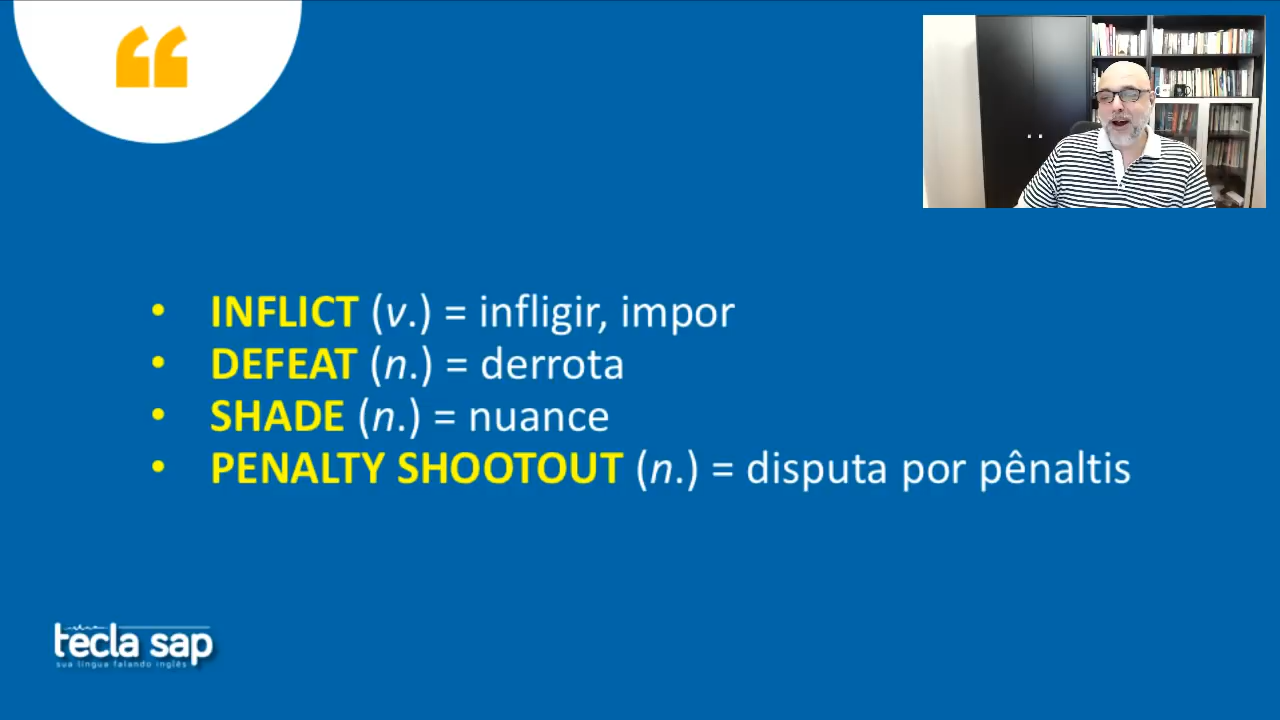 • INFLICT (v.) = infligir, impor
• DEFEAT (n.) = derrota
• SHADE (n.) = nuance
• PENALTY SHOOTOUT (n.) = disputa por pênaltis
tecla sap
sua língua falando inglês